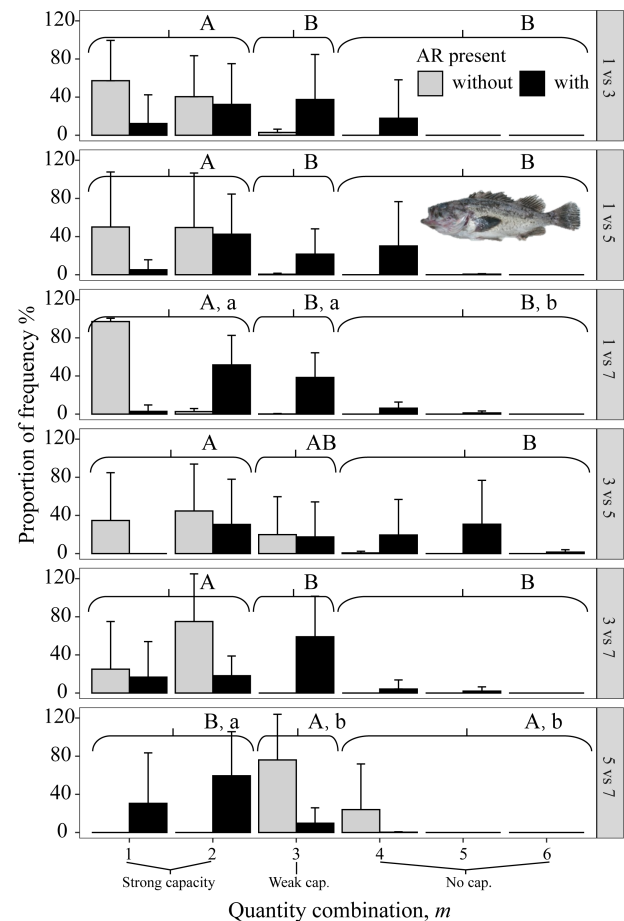 120
80
40
0
A B B
AR present
without with
1 vs 3
120
80
40
0
A B B
1 vs 5
120
80
40
0
A, a B, a B, b
1 vs 7
120
80
40
0
A AB B
3 vs 5
120
80
40
0
A B B
3 vs 7
120
80
40
0
B, a A, b A, b
5 vs 7
Proportion of frequency %
1 2 3 4 5 6
Strong capacity Weak cap. No cap.
Quantity combination, m